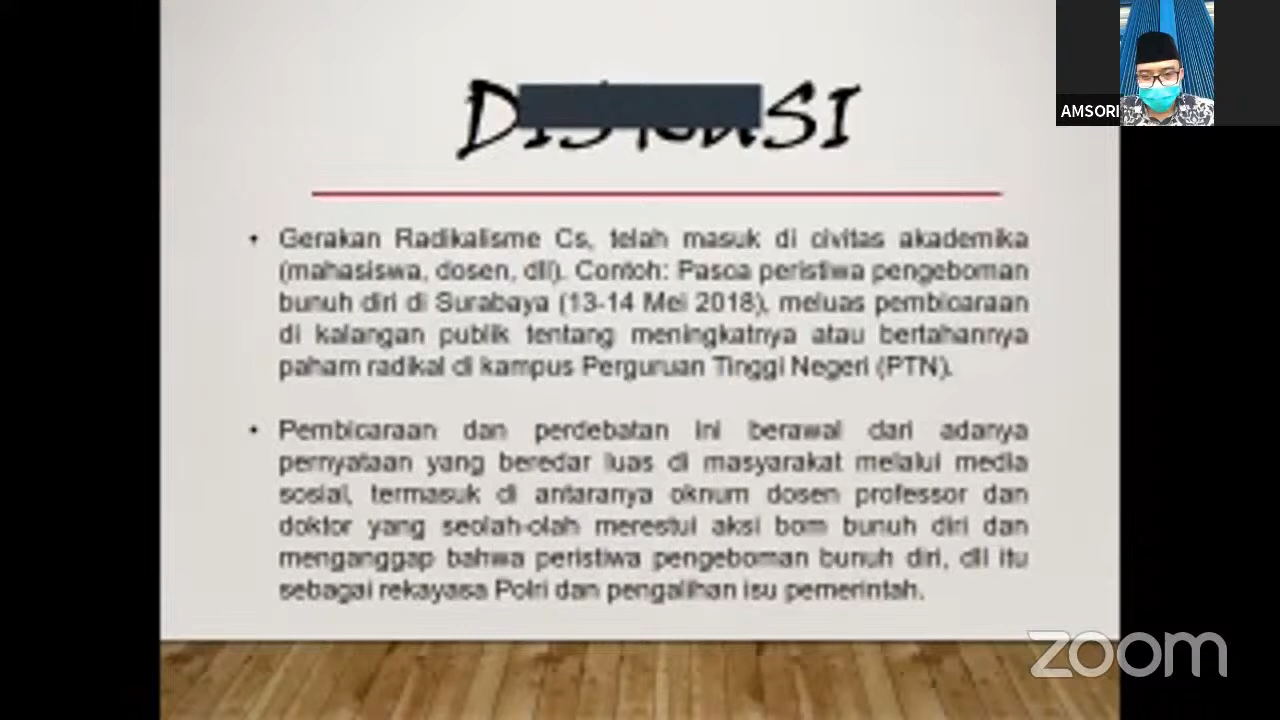 DISKUSI
AMSORI
• Gerakan Radikalisme Cs, telah masuk di civitas akademika
(mahasiswa, dosen, dll). Contoh: Pasca peristiwa pengeboman
bunuh diri di Surabaya (13-14 Mei 2018), meluas pembicaraan
di kalangan publik tentang meningkatnya atau bertahannya
paham radikal di kampus Perguruan Tinggi Negeri (PTN).
• Pembicaraan dan perdebatan ini berawal dari adanya
pernyataan yang beredar luas di masyarakat melalui media
sosial, termasuk di antaranya oknum dosen professor dan
doktor yang seolah-olah merestui aksi bom bunuh diri dan
menganggap bahwa peristiwa pengeboman bunuh diri, dll itu
sebagai rekayasa Polri dan pengalihan isu pemerintah.
zoom